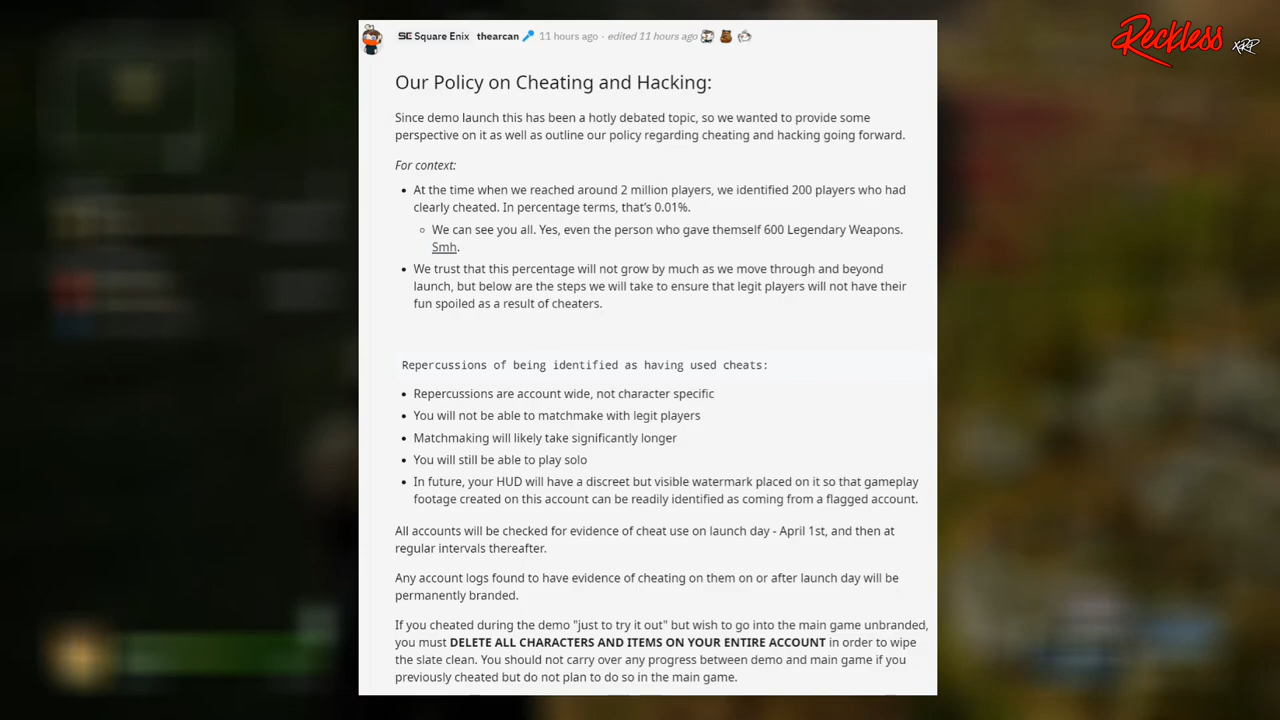 Reckless XRP
SE Square Enix thearcan 11 hours ago - edited 11 hours ago
Our Policy on Cheating and Hacking:
Since demo launch this has been a hotly debated topic, so we wanted to provide some
perspective on it as well as outline our policy regarding cheating and hacking going forward.
For context:
• At the time when we reached around 2 million players, we identified 200 players who had
clearly cheated. In percentage terms, that's 0.01%.
◦ We can see you all. Yes, even the person who gave themself 600 Legendary Weapons.
Smh.
• We trust that this percentage will not grow by much as we move through and beyond
launch, but below are the steps we will take to ensure that legit players will not have their
fun spoiled as a result of cheaters.
Repercussions of being identified as having used cheats:
• Repercussions are account wide, not character specific
• You will not be able to matchmake with legit players
• Matchmaking will likely take significantly longer
• You will still be able to play solo
• In future, your HUD will have a discreet but visible watermark placed on it so that gameplay
footage created on this account can be readily identified as coming from a flagged account.
All accounts will be checked for evidence of cheat use on launch day - April 1st, and then at
regular intervals thereafter.
Any account logs found to have evidence of cheating on them on or after launch day will be
permanently branded.
If you cheated during the demo "just to try it out" but wish to go into the main game unbranded,
you must DELETE ALL CHARACTERS AND ITEMS ON YOUR ENTIRE ACCOUNT in order to wipe
the slate clean. You should not carry over any progress between demo and main game if you
previously cheated but do not plan to do so in the main game.